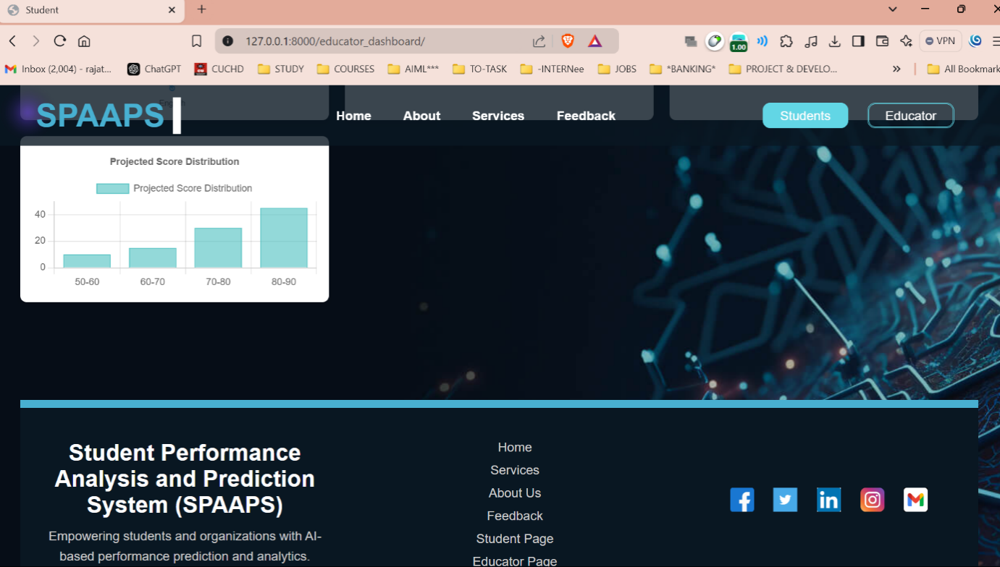 Student
127.0.0.1:8000/educator_dashboard/
1.00
VPN
Inbox (2,004) - rajat...
ChatGPT
CUCHD
STUDY
COURSES
AIML***
TO-TASK
-INTERNee
JOBS
*BANKING*
PROJECT & DEVELO...
All Bookmark
SPAAPS
Home
About
Services
Feedback
Students
Educator
Projected Score Distribution
Projected Score Distribution
40
20
0
50-60
60-70
70-80
80-90
Student Performance
Analysis and Prediction
System (SPAAPS)
Empowering students and organizations with AI-
based performance prediction and analytics.
Home
Services
About Us
Feedback
Student Page
Educator Page